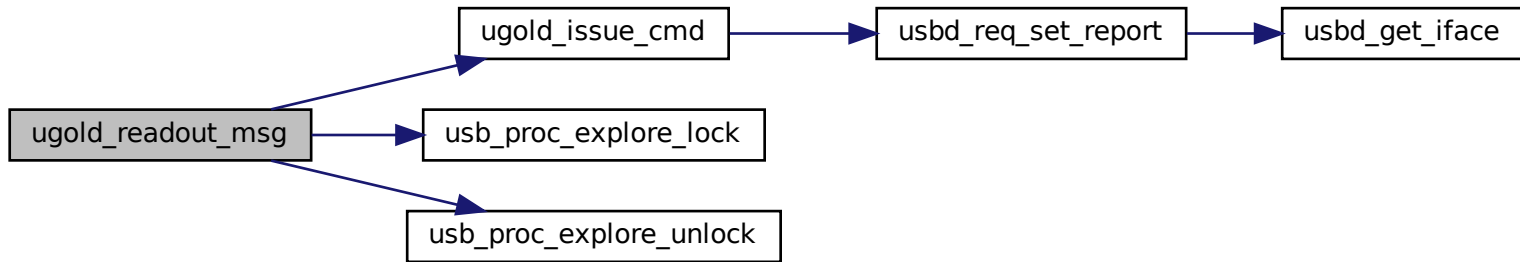 ugold_issue_cmd
usbd_req_set_report
usbd_get_iface
ugold_readout_msg
usb_proc_explore_lock
usb_proc_explore_unlock